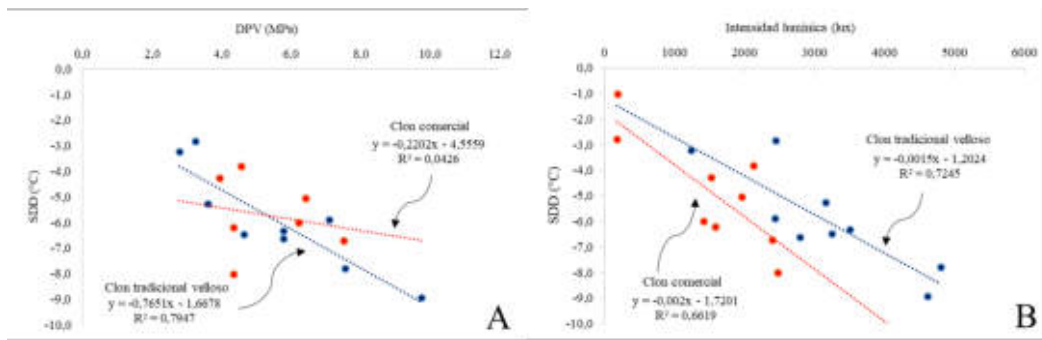 DPV (MPa)
0,0 2,0 4,0 6,0 8,0 10,0
0,0
-1,0
-2,0
-3,0
-4,0
-5,0
-6,0
-7,0
-8,0
-9,0
-10,0
SDD (°C)
Clon comercial
y = -0,2202x - 4,5559
R² = 0,0426
Clon tradicional velloso
y = -0,7651x - 1,6678
R² = 0,7947
A
Intensidad lumínica (lux)
0 1000 2000 3000 4000 5000 6000
0,0
-1,0
-2,0
-3,0
-4,0
-5,0
-6,0
-7,0
-8,0
-9,0
-10,0
SDD (°C)
Clon tradicional velloso
y = -0,0015x - 1,2024
R² = 0,7245
Clon comercial
y = -0,002x - 1,7201
R² = 0,6619
B